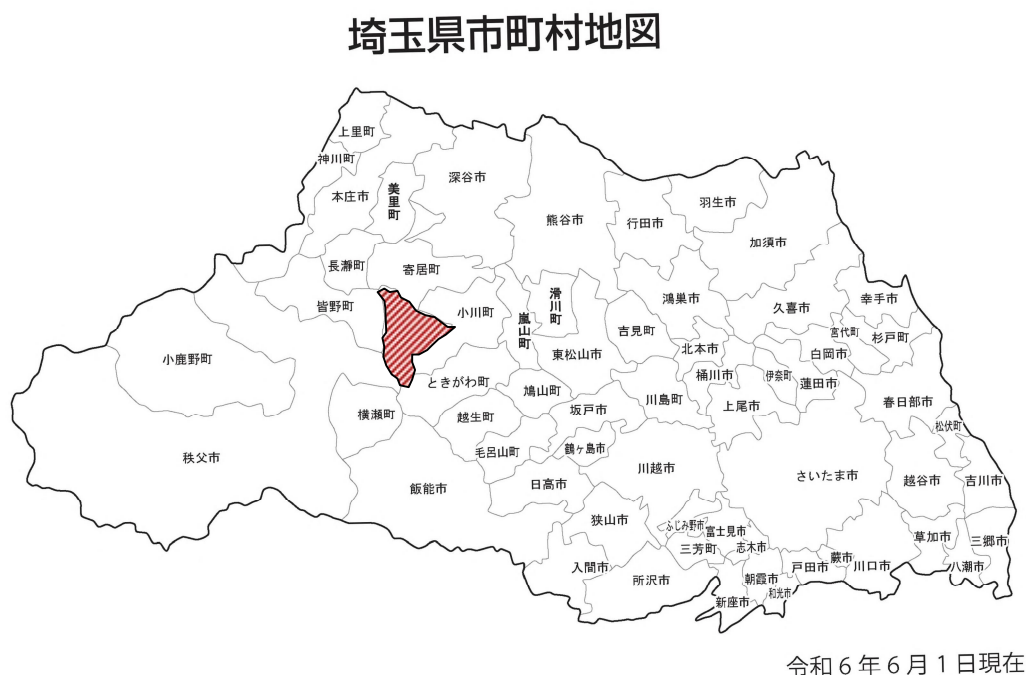 埼玉県市町村地図
上里町
神川町
本庄市
美里町
深谷市
熊谷市
行田市
羽生市
加須市
長瀞町
寄居町
皆野町
小川町
嵐山町
滑川町
吉見町
鴻巣市
久喜市
幸手市
宮代町
杉戸町
小鹿野町
東松山市
北本市
白岡市
ときがわ町
鳩山町
桶川市
伊奈町
蓮田市
横瀬町
越生町
坂戸市
川島町
上尾市
春日部市
松伏町
秩父市
毛呂山町
鶴ヶ島市
川越市
さいたま市
越谷市
吉川市
飯能市
日高市
狭山市
ふじみ野市
富士見市
三芳町
志木市
草加市
三郷市
入間市
所沢市
朝霞市
和光市
新座市
戸田市
蕨市
川口市
八潮市
令和6年6月1日現在